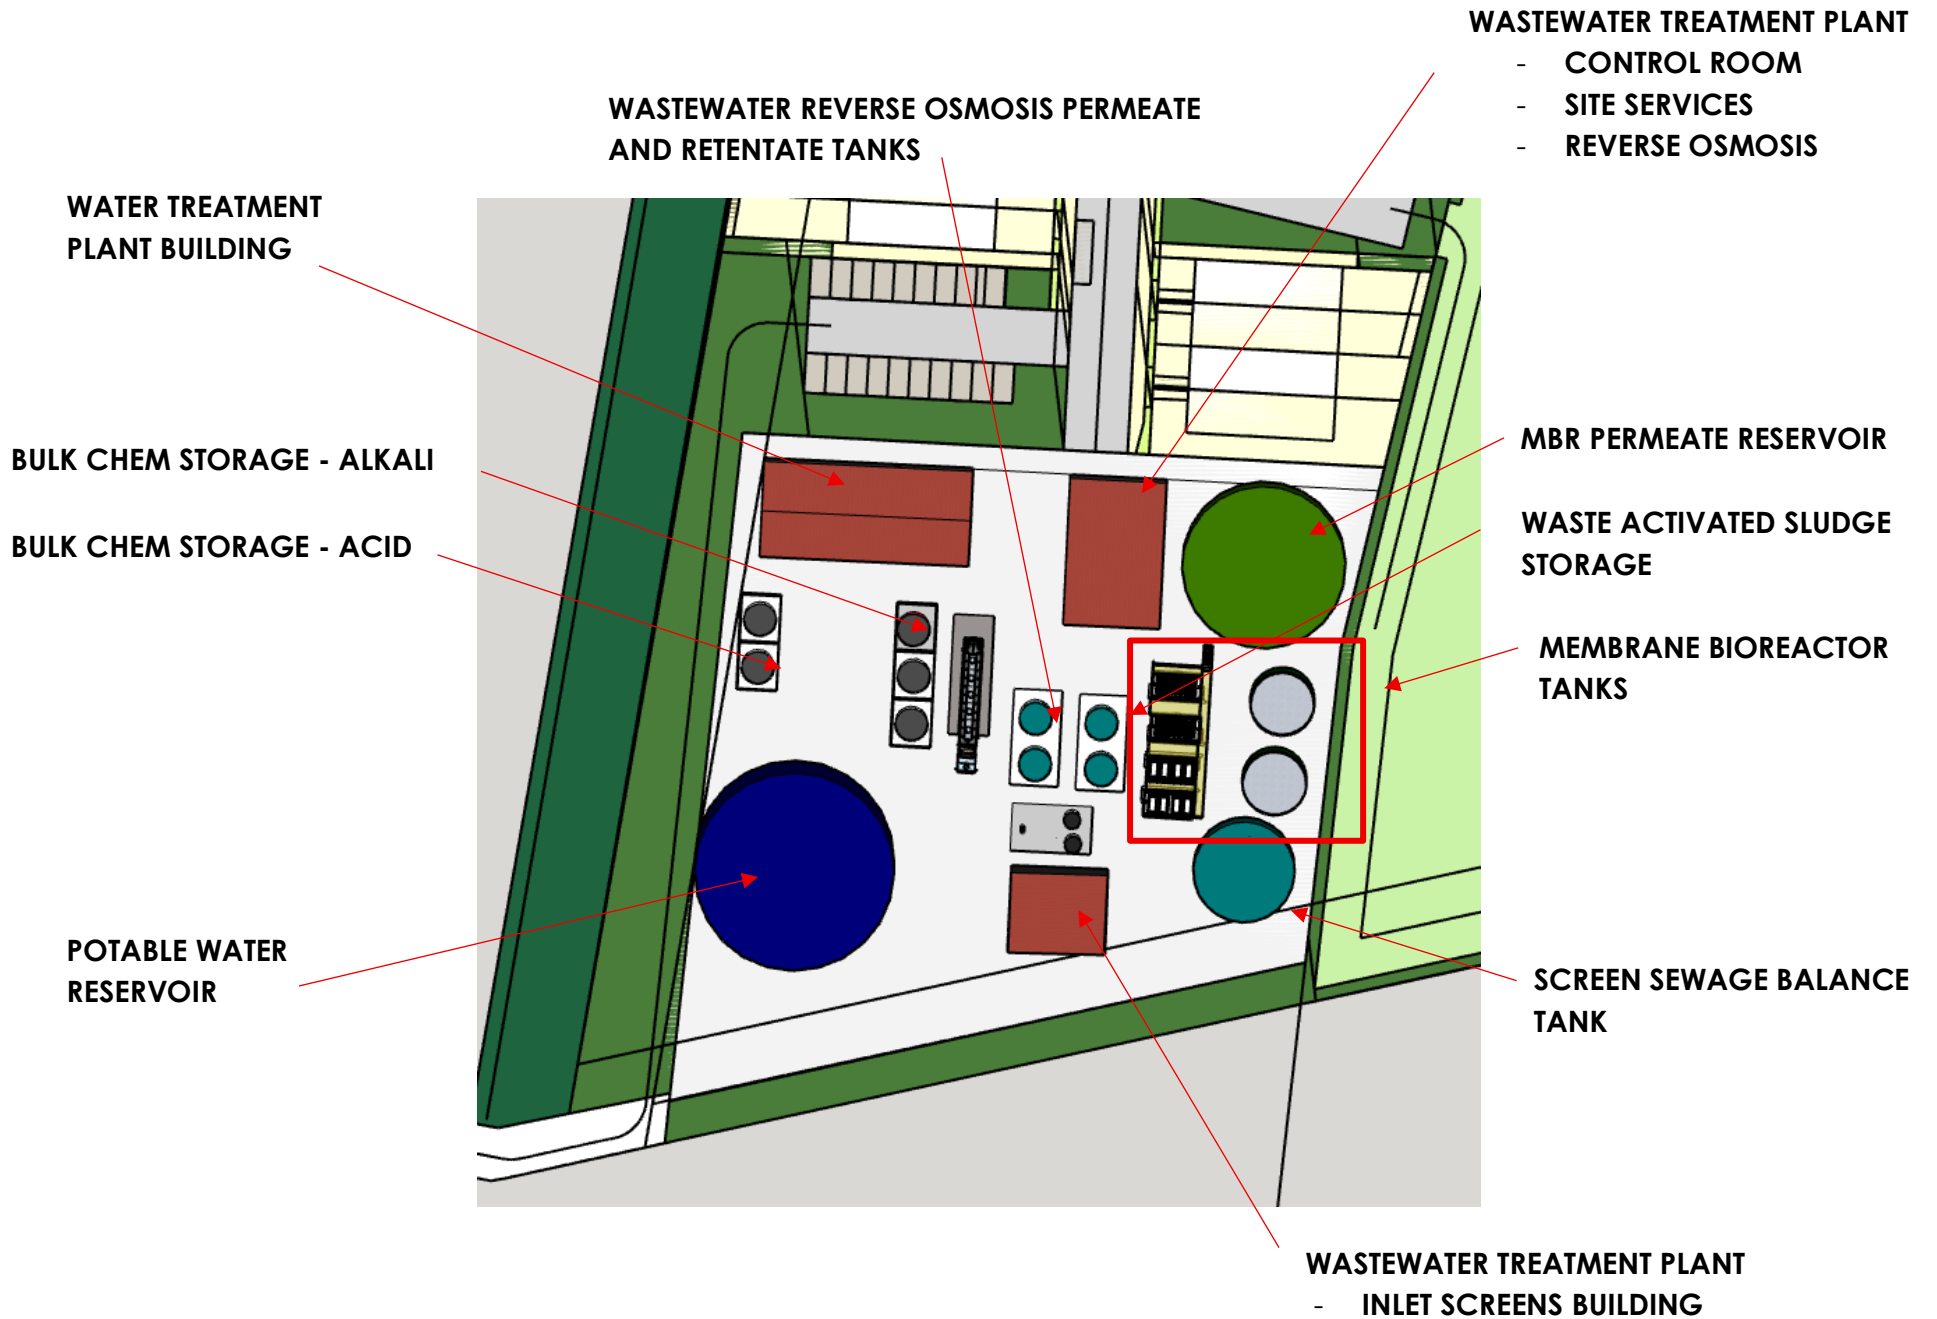 WASTEWATER TREATMENT PLANT
- CONTROL ROOM
- SITE SERVICES
- REVERSE OSMOSIS
WASTEWATER REVERSE OSMOSIS PERMEATE
AND RETENTATE TANKS
WATER TREATMENT
PLANT BUILDING
BULK CHEM STORAGE - ALKALI
BULK CHEM STORAGE - ACID
POTABLE WATER
RESERVOIR
MBR PERMEATE RESERVOIR
WASTE ACTIVATED SLUDGE
STORAGE
MEMBRANE BIOREACTOR
TANKS
SCREEN SEWAGE BALANCE
TANK
WASTEWATER TREATMENT PLANT
- INLET SCREENS BUILDING